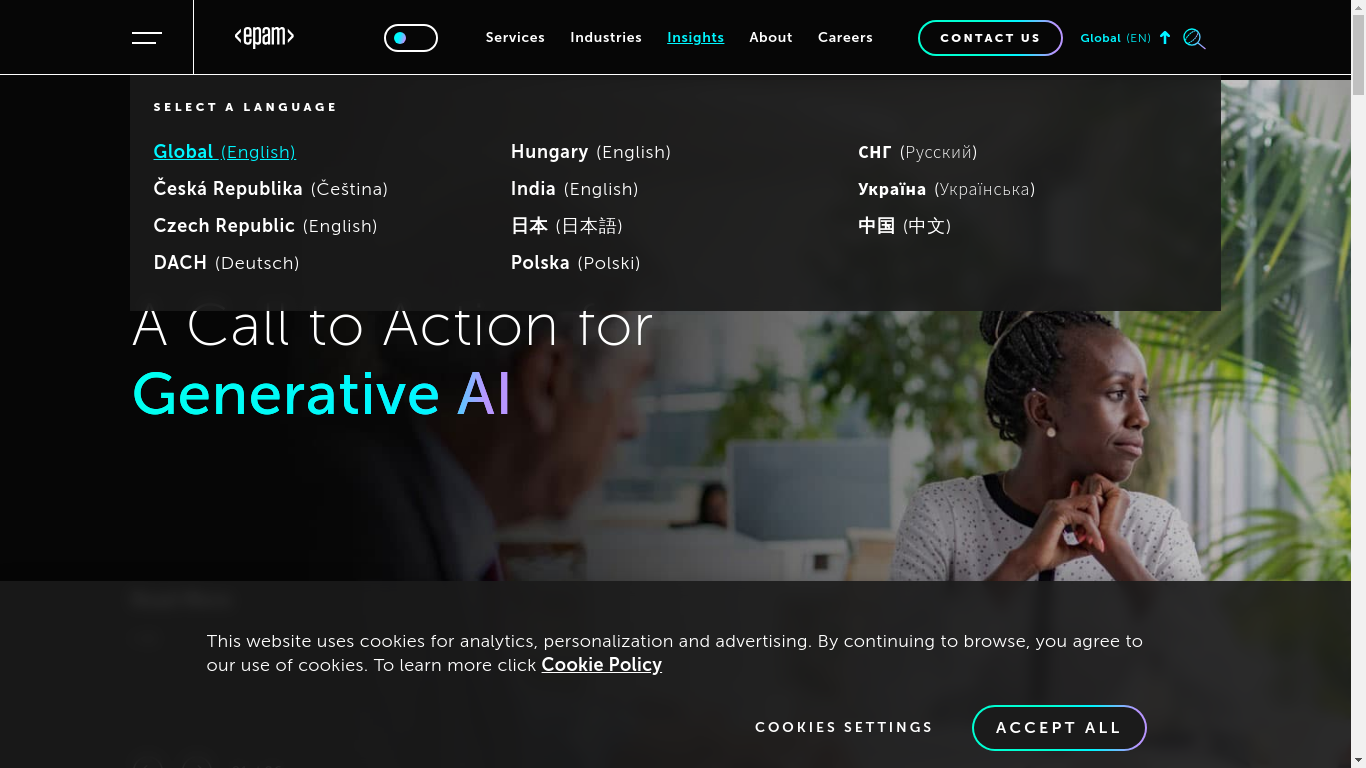 <epam>
Services
Industries
Insights
About
Careers
CONTACT US
Global (EN)
SELECT A LANGUAGE
Global (English)
Česká Republika (Čeština)
Czech Republic (English)
DACH (Deutsch)
Hungary (English)
India (English)
日本 (日本語)
Polska (Polski)
СНГ (Русский)
Україна (Українська)
中国 (中文)
A Call to Action for
Generative AI
This website uses cookies for analytics, personalization and advertising. By continuing to browse, you agree to
our use of cookies. To learn more click Cookie Policy
COOKIES SETTINGS
ACCEPT ALL